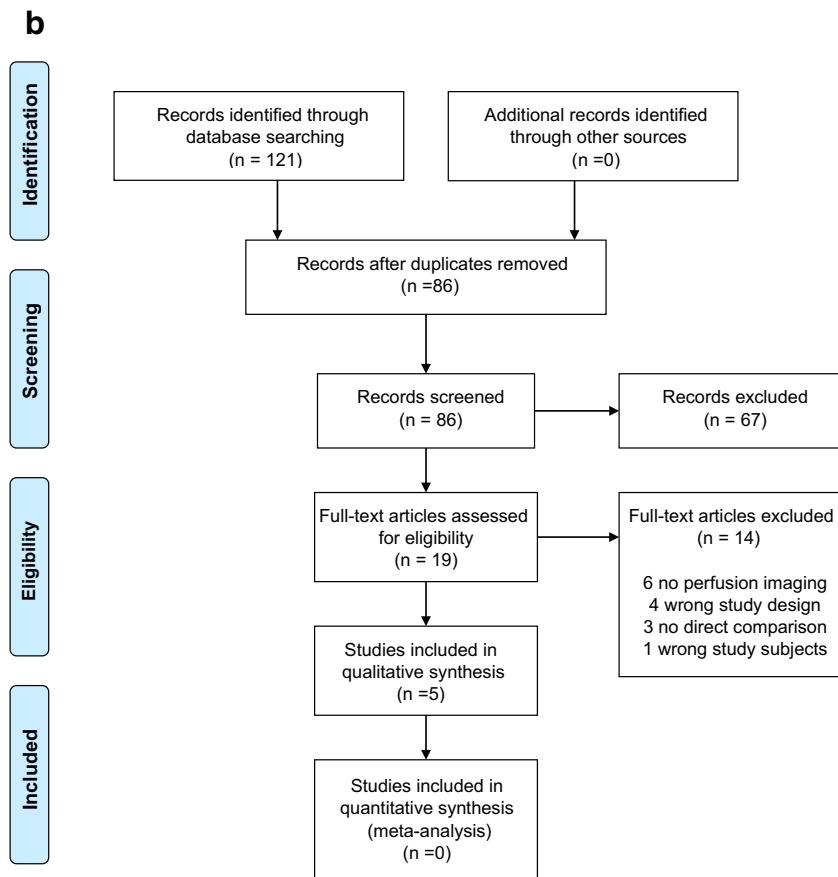 b
Identification
Records identified through
database searching
(n = 121)
Additional records identified
through other sources
(n =0)
Records after duplicates removed
(n =86)
Screening
Records screened
(n = 86)
Records excluded
(n = 67)
Eligibility
Full-text articles assessed
for eligibility
(n = 19)
Full-text articles excluded
(n = 14)
6 no perfusion imaging
4 wrong study design
3 no direct comparison
1 wrong study subjects
Studies included in
qualitative synthesis
(n =5)
Included
Studies included in
quantitative synthesis
(meta-analysis)
(n =0)